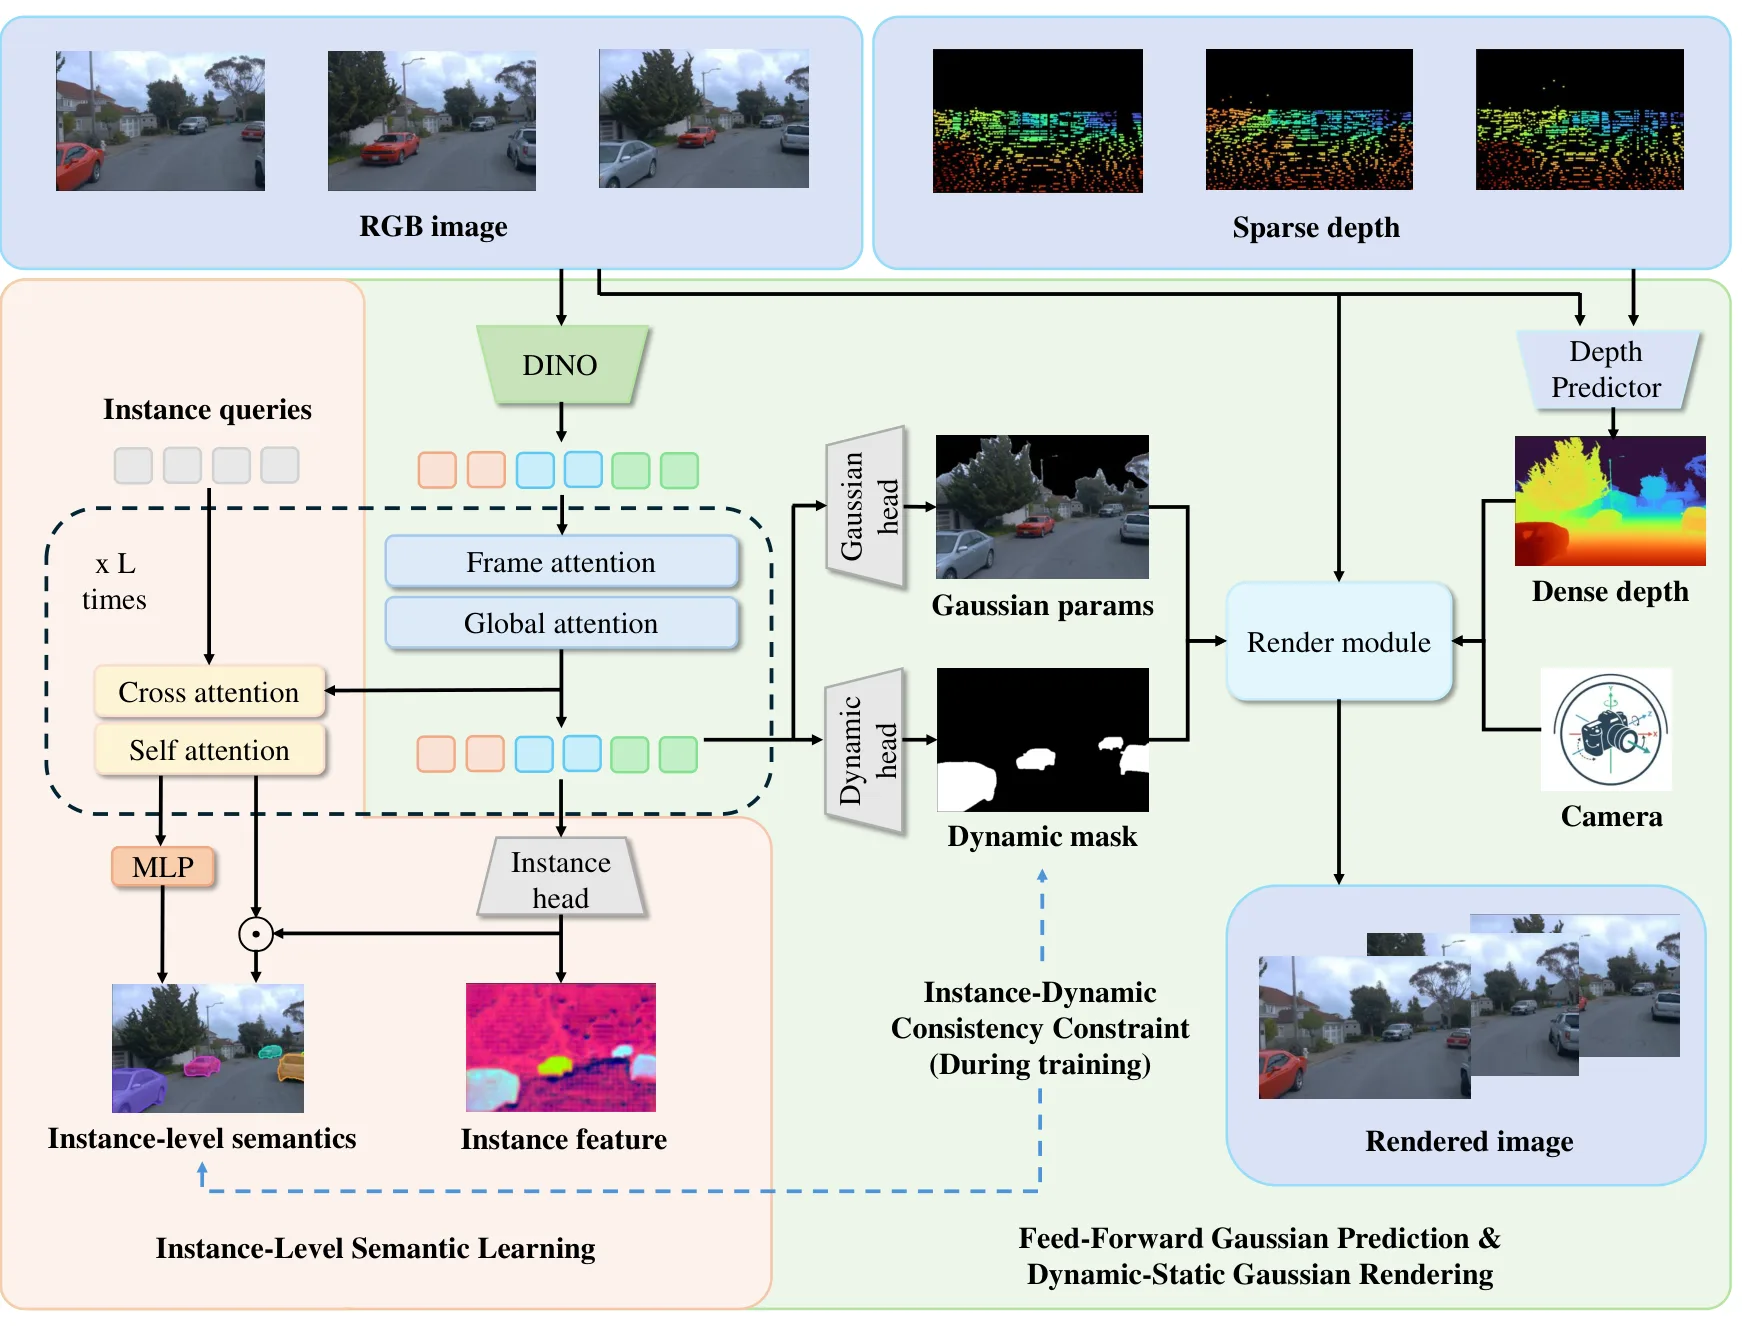 RGB image
Sparse depth
DINO
Depth
Predictor
Instance queries
x L
times
Frame attention
Global attention
Cross attention
Self attention
MLP
Instance
head
Gaussian
head
Gaussian params
Dynamic
head
Dynamic mask
Render module
Dense depth
Camera
Instance-Dynamic
Consistency Constraint
(During training)
Instance-level semantics
Instance feature
Rendered image
Instance-Level Semantic Learning
Feed-Forward Gaussian Prediction &
Dynamic-Static Gaussian Rendering